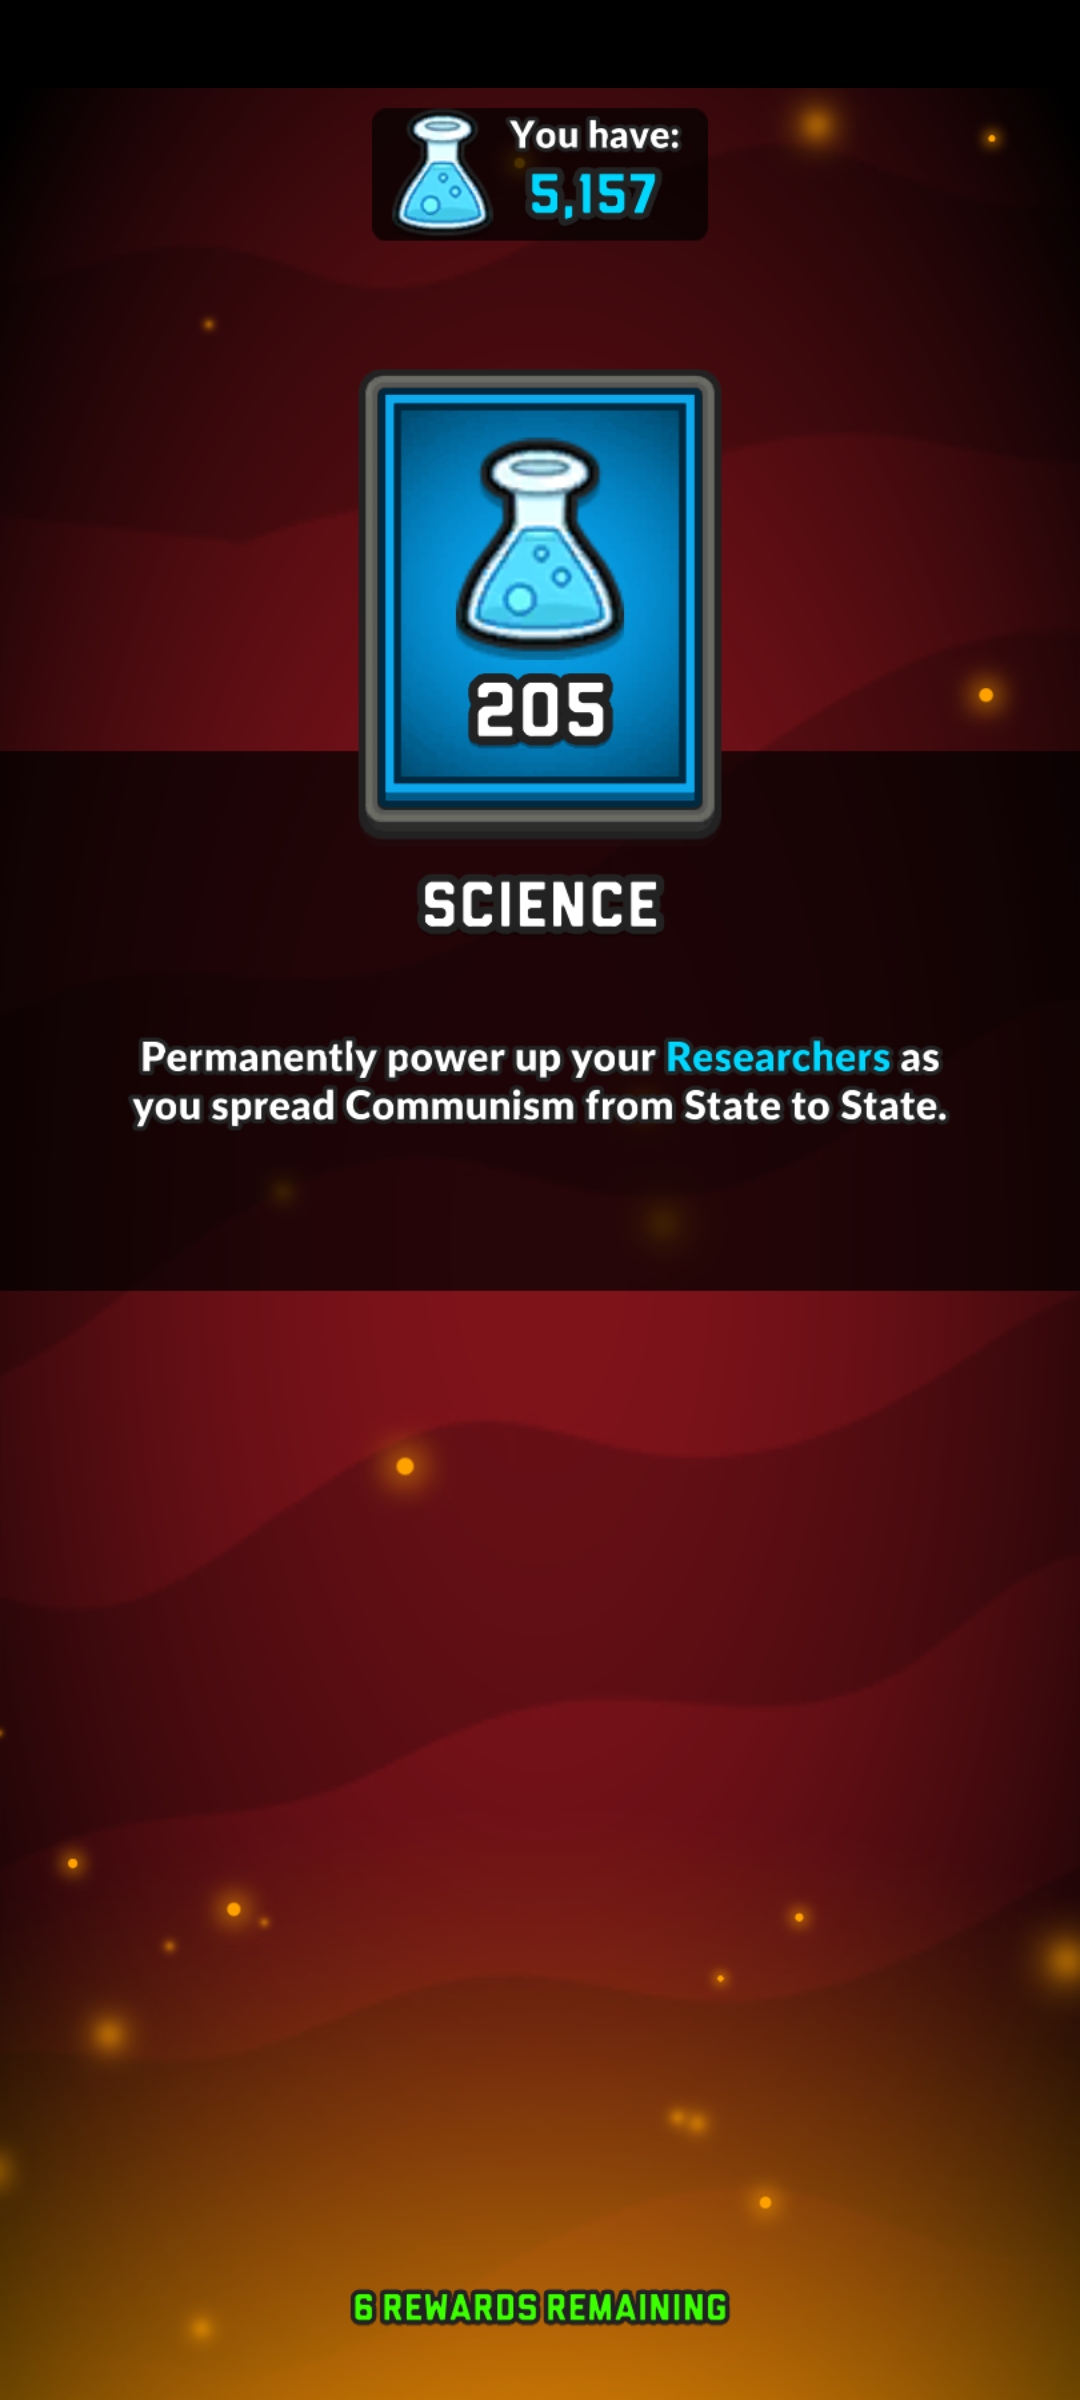 You have:
5,157
205
SCIENCE
Permanently power up your Researchers as
you spread Communism from State to State.
6 REWARDS REMAINING